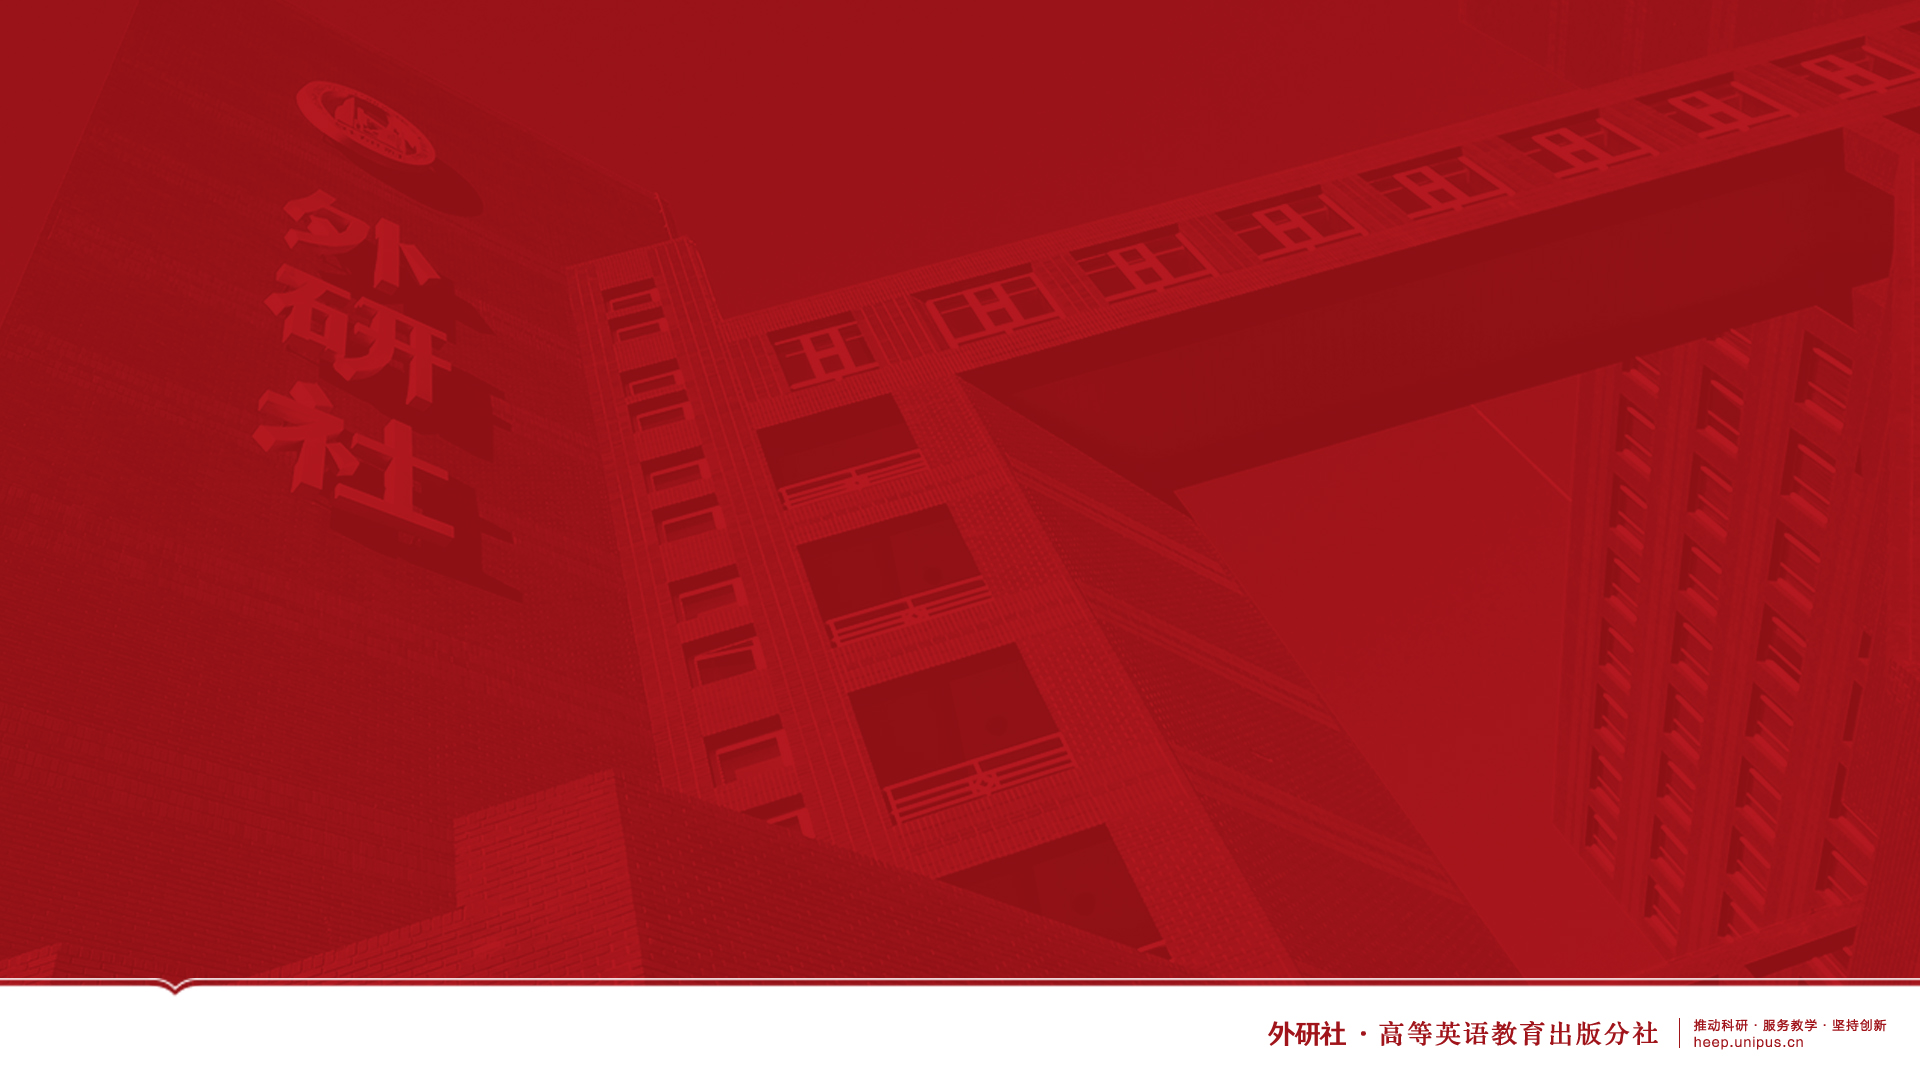 外研社
外研社 · 高等英语教育出版分社
推动科研 · 服务教学 · 坚持创新
heep.unipus.cn